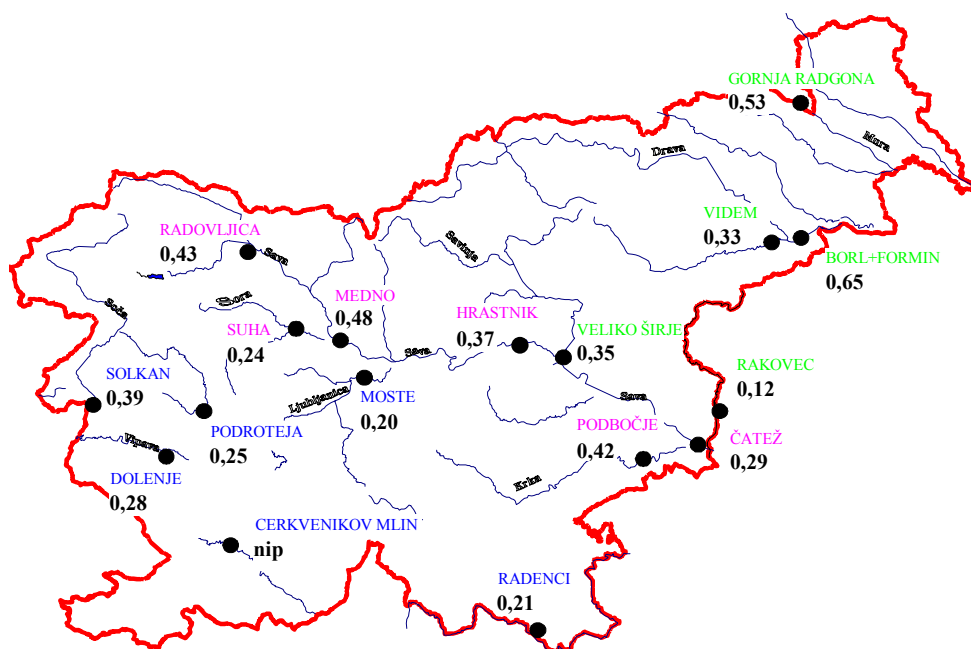 GORNJA RADGONA
0,53
Mura
Drava
VIDEM
0,33
BORL+FORMIN
0,65
RADOVLJICA
0,43
Sava
Savinja
Soča
Sora
MEDNO
0,48
SUHA
0,24
HRASTNIK
0,37
VELIKO ŠIRJE
0,35
Sava
RAKOVEC
0,12
SOLKAN
0,39
Ljubljanica
MOSTE
0,20
Sava
PODROTEJA
0,25
Vipava
DOLENJE
0,28
PODBOČJE
0,42
ČATEŽ
0,29
Krka
CERKVENIKOV MLIN
nip
RADENCI
0,21